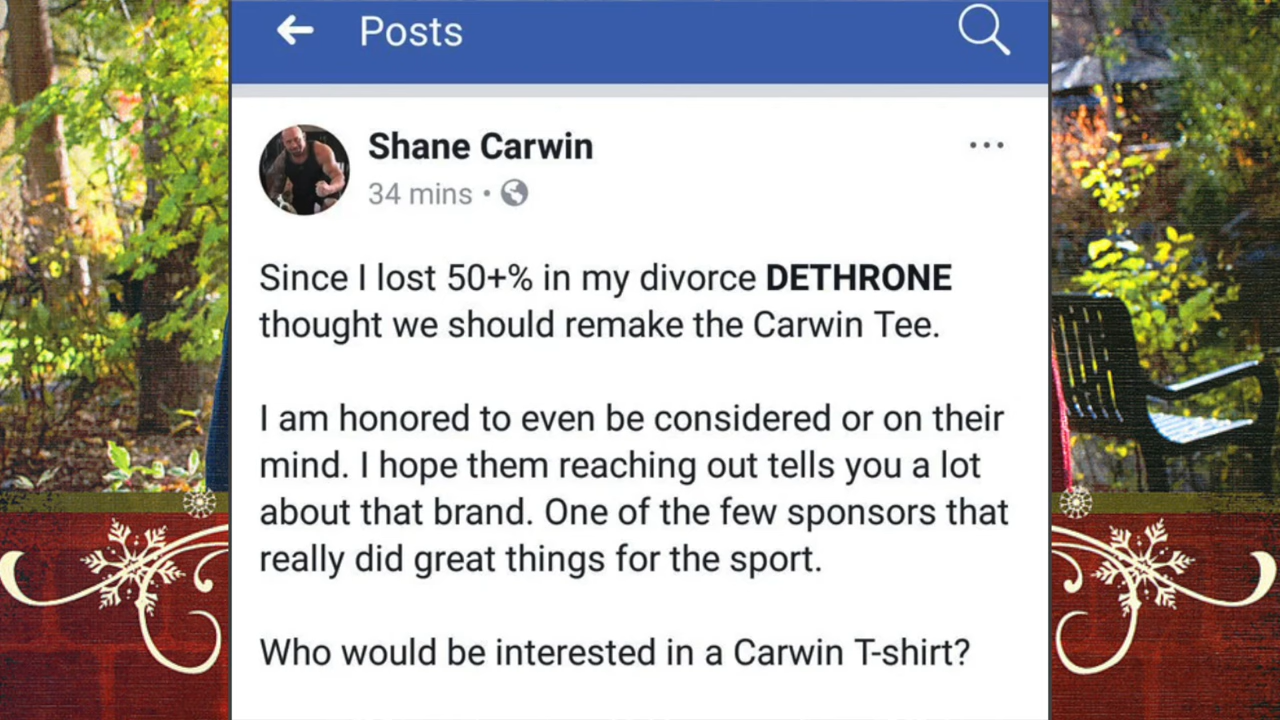 Posts
Shane Carwin
34 mins •
Since I lost 50+% in my divorce DETHRONE
thought we should remake the Carwin Tee.
I am honored to even be considered or on their
mind. I hope them reaching out tells you a lot
about that brand. One of the few sponsors that
really did great things for the sport.
Who would be interested in a Carwin T-shirt?